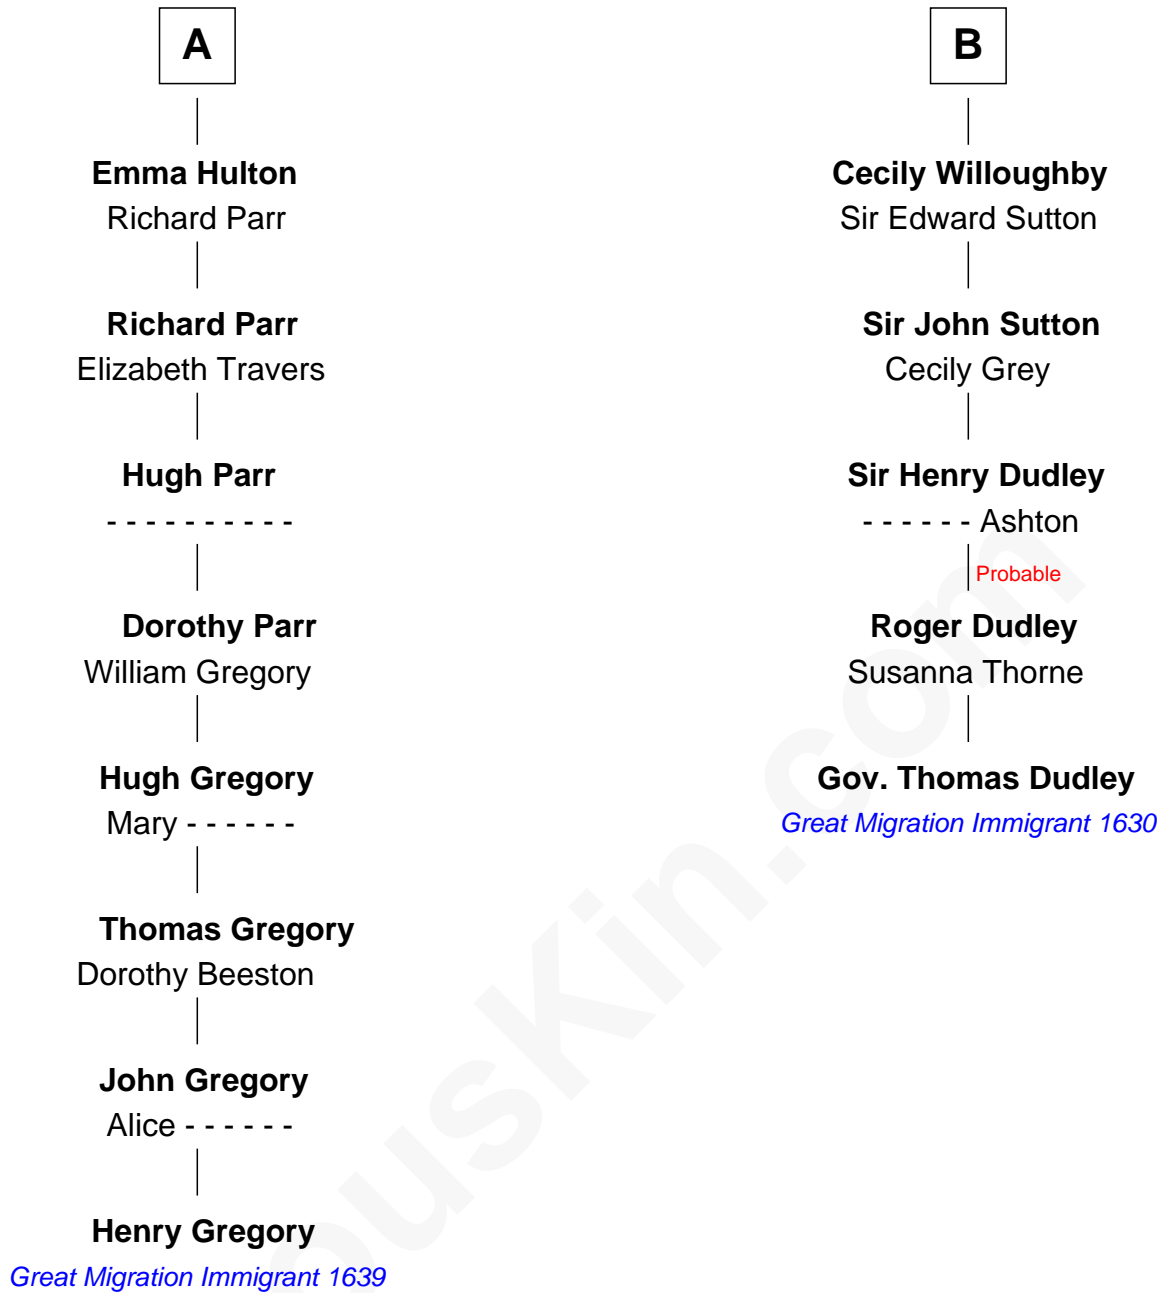 A
Emma Hulton
Richard Parr
Richard Parr
Elizabeth Travers
Hugh Parr
- - - - - - - - - -
Dorothy Parr
William Gregory
Hugh Gregory
Mary - - - - - -
Thomas Gregory
Dorothy Beeston
John Gregory
Alice - - - - - -
Henry Gregory
Great Migration Immigrant 1639
B
Cecily Willoughby
Sir Edward Sutton
Sir John Sutton
Cecily Grey
Sir Henry Dudley
- - - - - - Ashton
Probable
Roger Dudley
Susanna Thorne
Gov. Thomas Dudley
Great Migration Immigrant 1630
ousKin.com